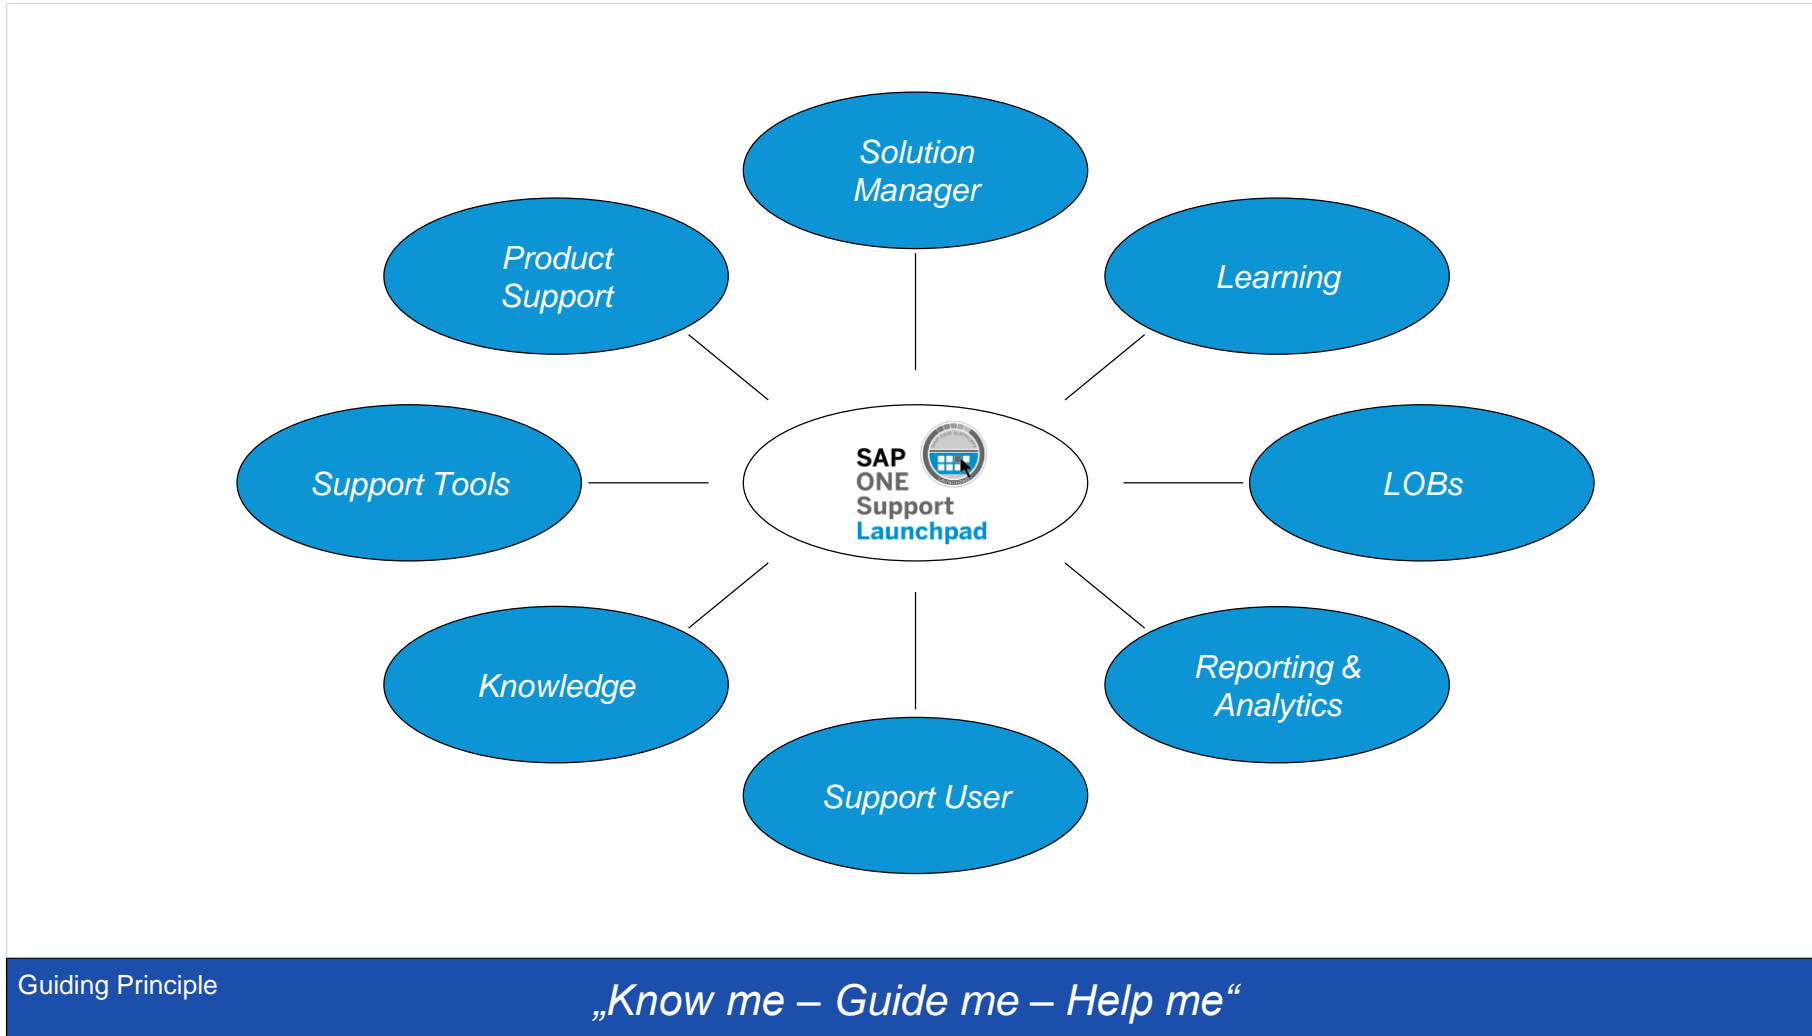 Solution
Manager
Product
Support
Learning
SAP
ONE
Support
Launchpad
Support Tools
LOBs
Knowledge
Reporting &
Analytics
Support User
Guiding Principle
„Know me – Guide me – Help me“